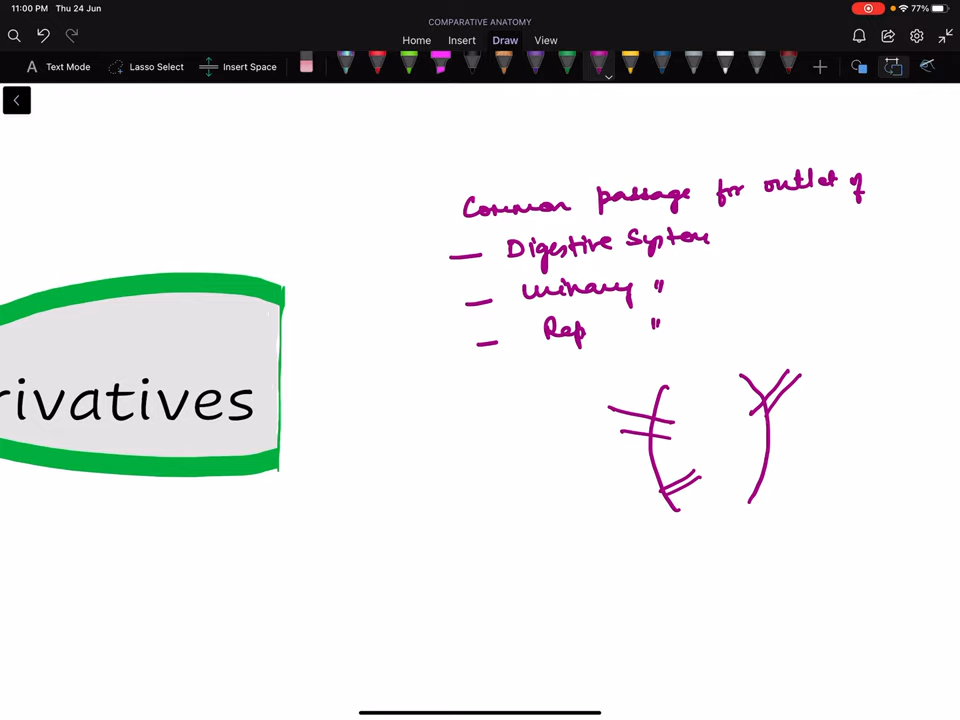 11:00 PM Thu 24 Jun
77%
COMPARATIVE ANATOMY
Home Insert Draw View
Text Mode Lasso Select Insert Space
Common passage for outlet of
— Digestive System
— Urinary "
— Rep "
rivatives